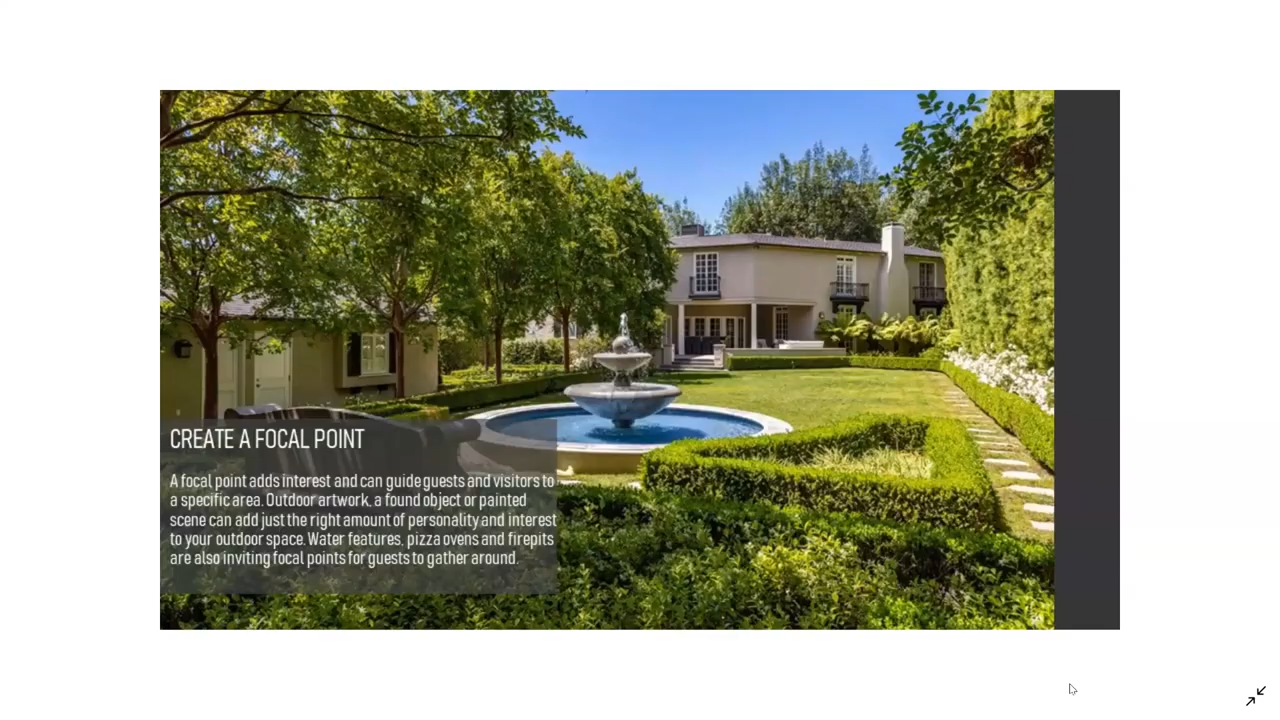 CREATE A FOCAL POINT
A focal point adds interest and can guide guests and visitors to
a specific area. Outdoor artwork, a found object or painted
scene can add just the right amount of personality and interest
to your outdoor space. Water features, pizza ovens and firepits
are also inviting focal points for guests to gather around.